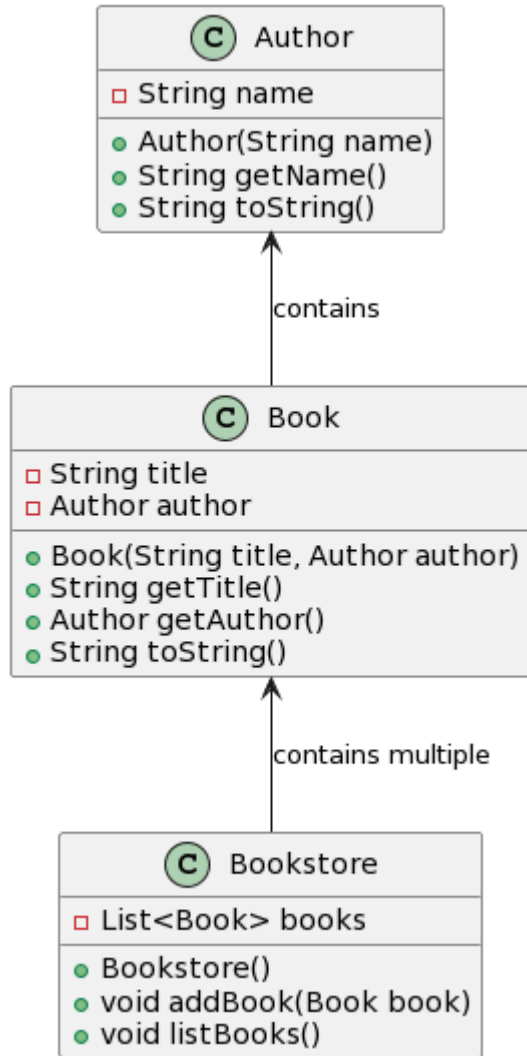 C Author
String name
Author(String name)
String getName()
String toString()
contains
C Book
String title
Author author
Book(String title, Author author)
String getTitle()
Author getAuthor()
String toString()
contains multiple
C Bookstore
List<Book> books
Bookstore()
void addBook(Book book)
void listBooks()